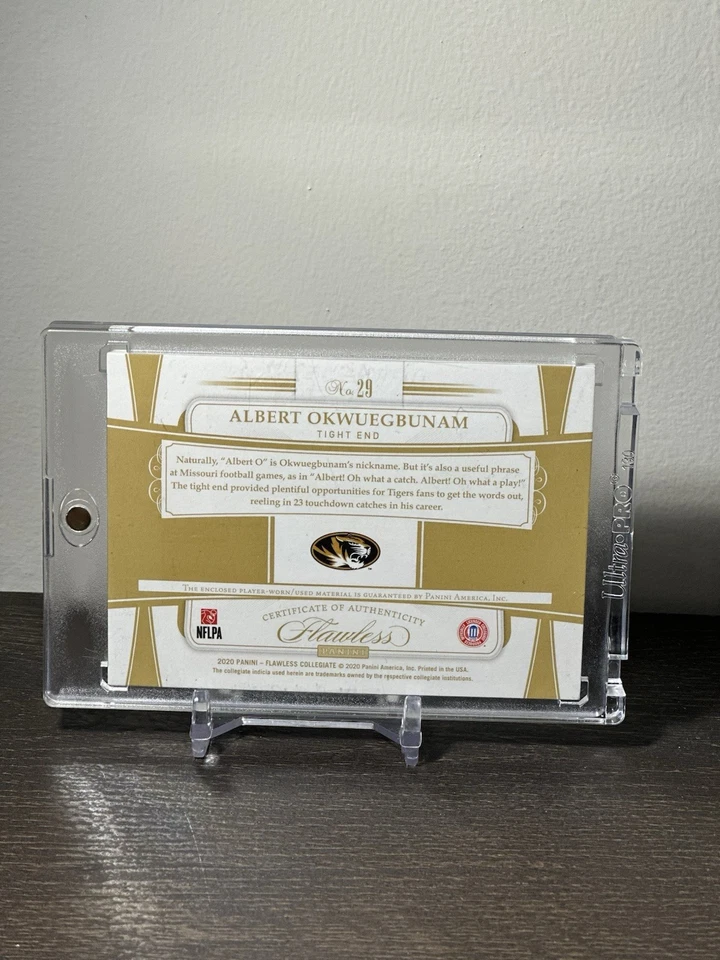 No. 29
ALBERT OKWUEGBUNAM
TIGHT END
Naturally, “Albert O” is Okwuegbunam's nickname. But it's also a useful phrase
at Missouri football games, as in “Albert! Oh what a catch. Albert! Oh what a play!”
The tight end provided plentiful opportunities for Tigers fans to get the words out,
reeling in 23 touchdown catches in his career.
The enclosed player-worn/used material is guaranteed by Panini America, Inc.
CERTIFICATE OF AUTHENTICITY
Flawless
PANINI
NFLPA
2020 PANINI – FLAWLESS COLLEGIATE © 2020 Panini America, Inc. Printed in the USA.
The collegiate indicia used herein are trademarks owned by the respective collegiate institutions.
Ultra•PRO®